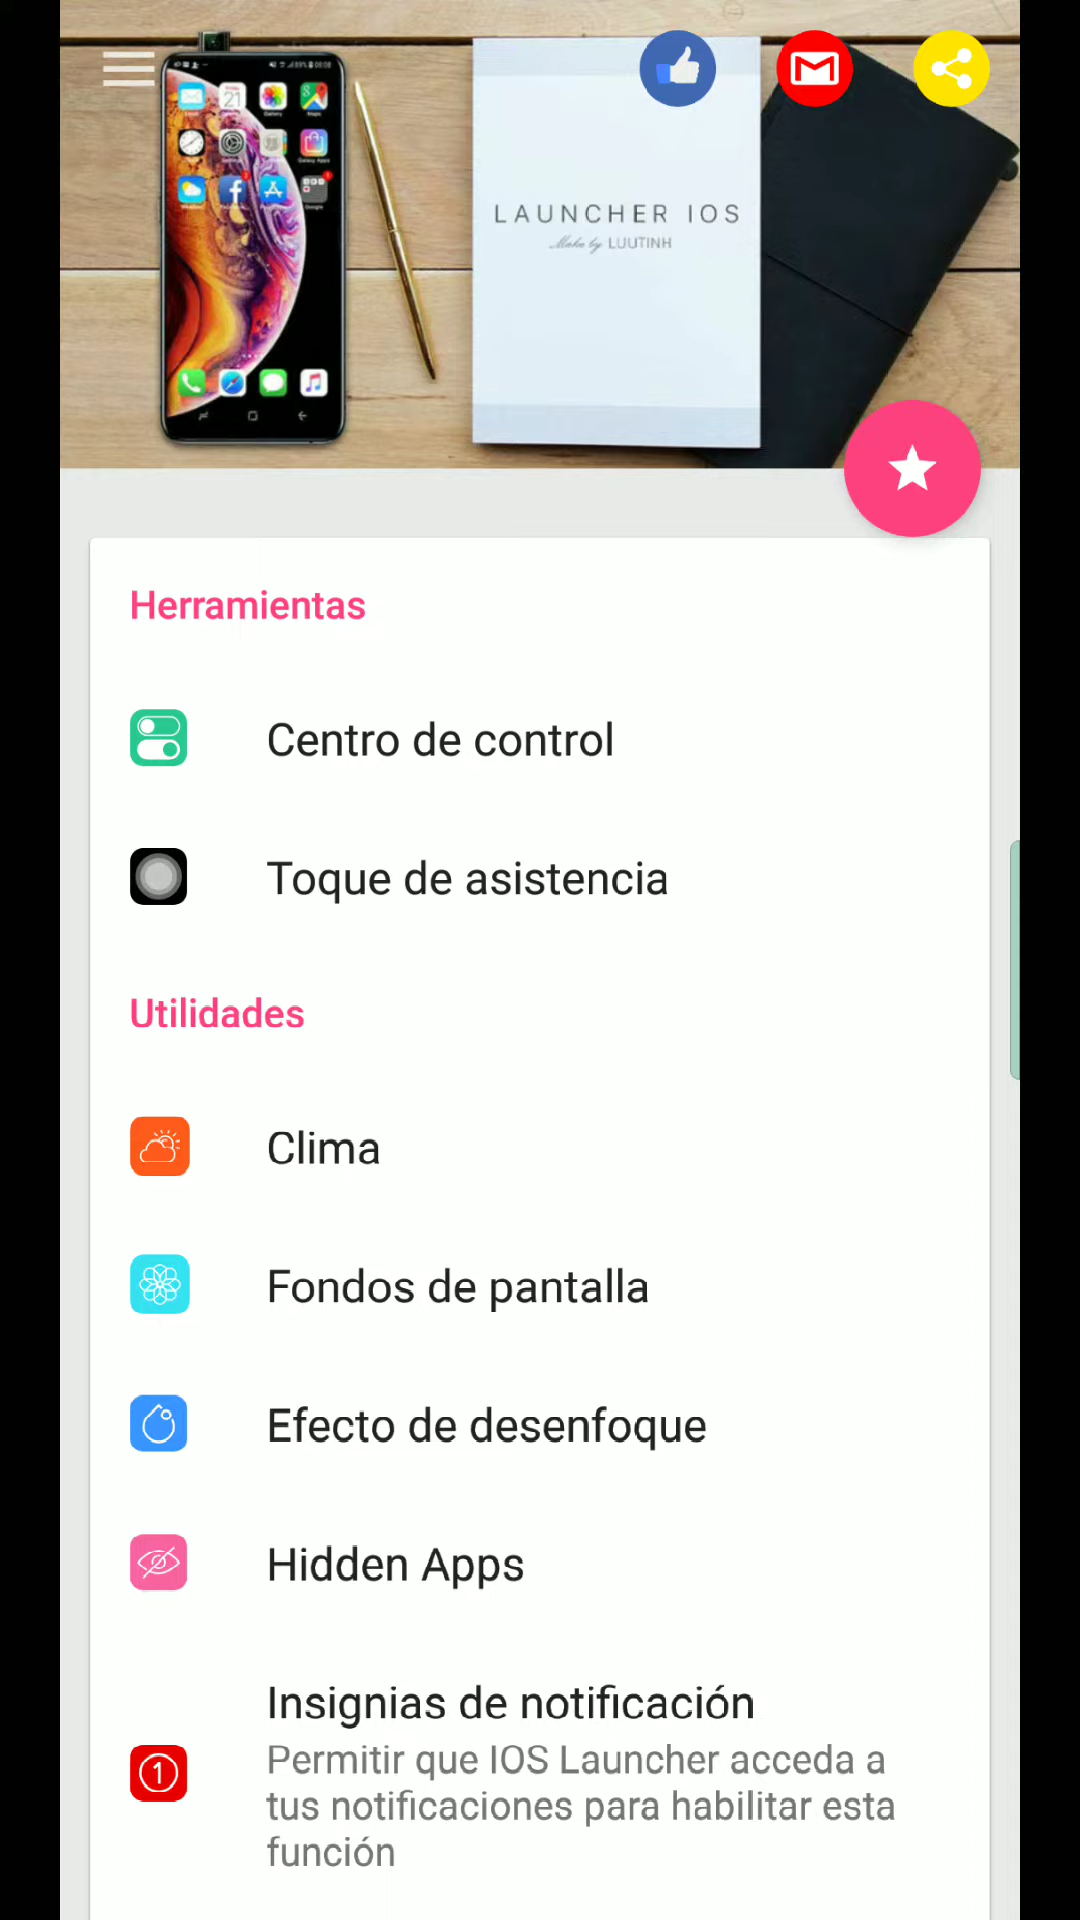 LAUNCHER IOS
Make by LUUTINH
Herramientas
Centro de control
Toque de asistencia
Utilidades
Clima
Fondos de pantalla
Efecto de desenfoque
Hidden Apps
Insignias de notificación
1
Permitir que IOS Launcher acceda a
tus notificaciones para habilitar esta
función